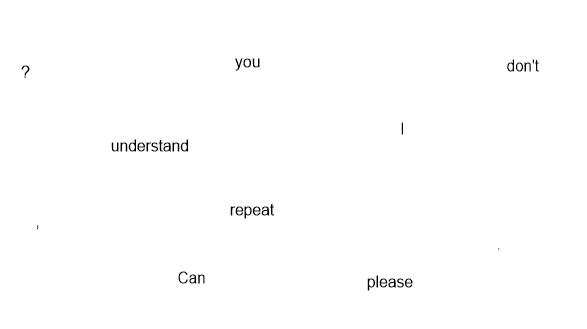 ? you don't
I
understand
repeat
,
.
Can please